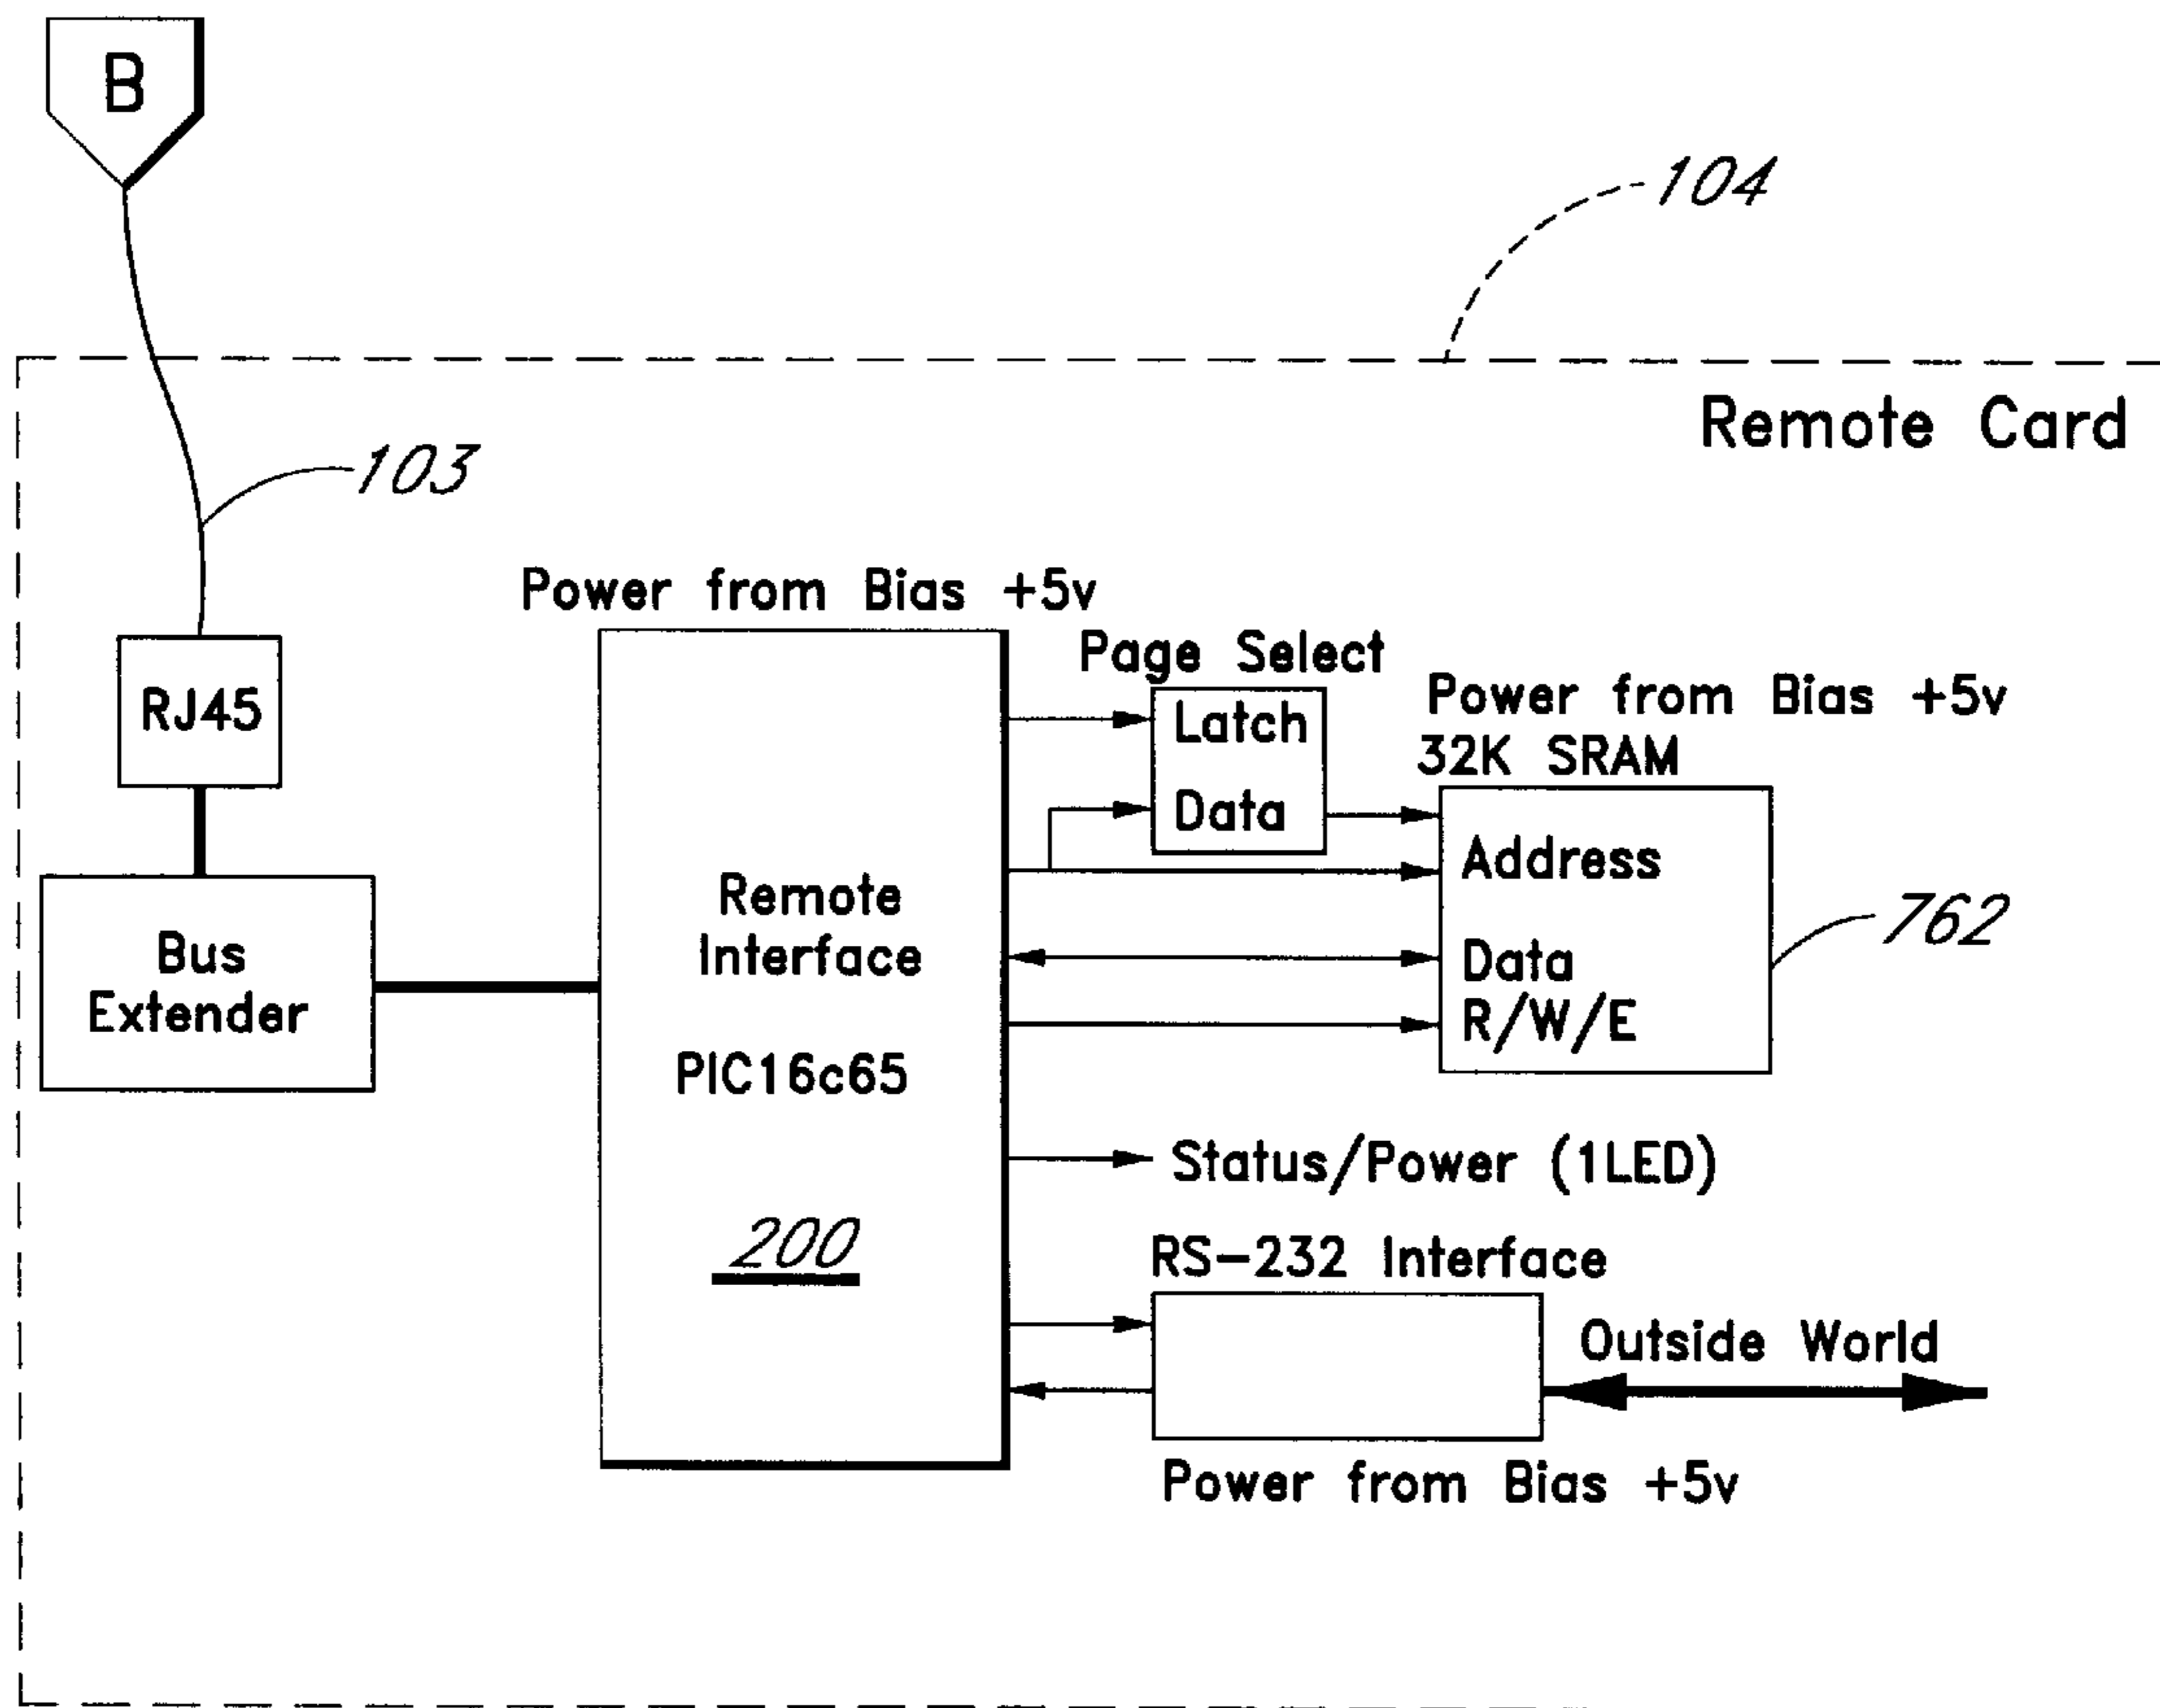 B
104
Remote Card
103
Power from Bias +5v
Page Select
RJ45
Latch
Data
Power from Bias +5v
32K SRAM
Address
Data
R/W/E
762
Bus
Extender
Remote
Interface
PIC16c65
200
Status/Power (1LED)
RS-232 Interface
Outside World
Power from Bias +5v